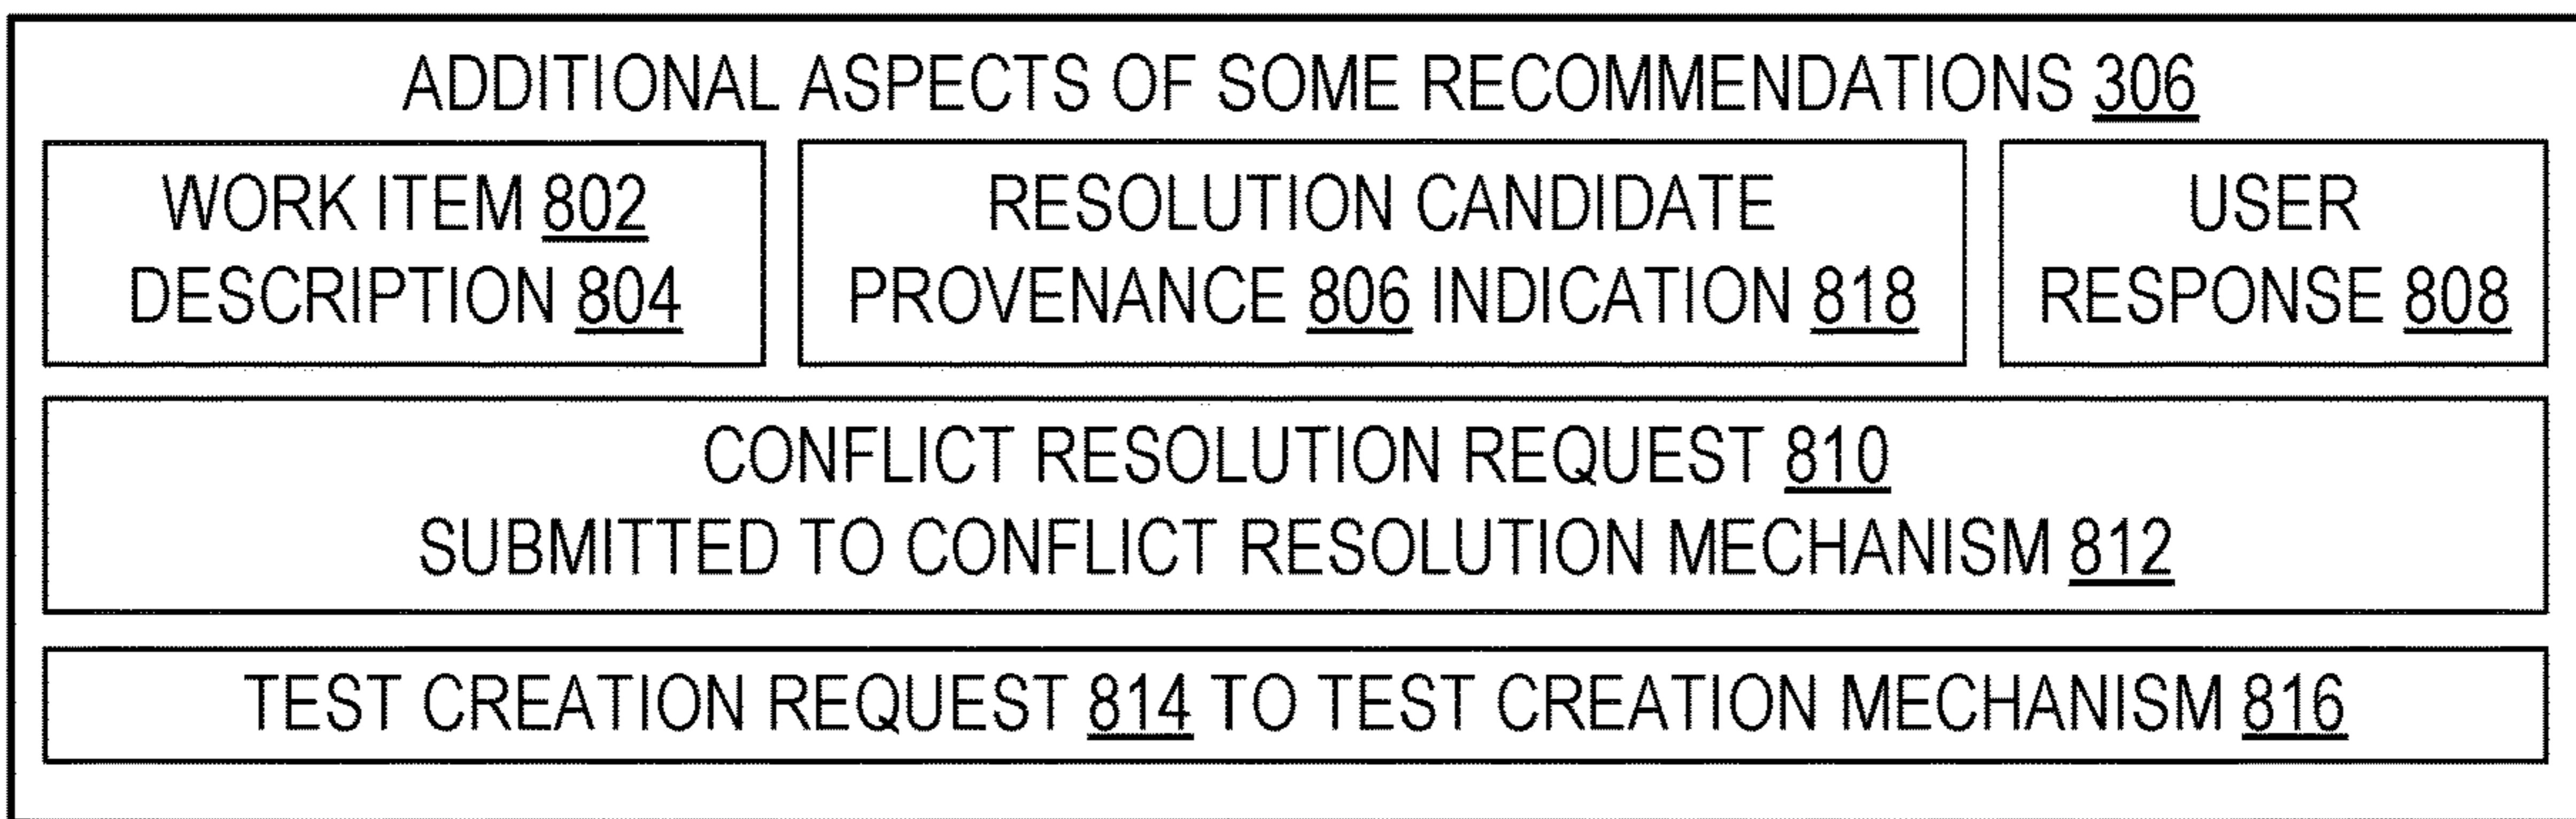 ADDITIONAL ASPECTS OF SOME RECOMMENDATIONS 306
WORK ITEM 802
DESCRIPTION 804
RESOLUTION CANDIDATE
PROVENANCE 806 INDICATION 818
USER
RESPONSE 808
CONFLICT RESOLUTION REQUEST 810
SUBMITTED TO CONFLICT RESOLUTION MECHANISM 812
TEST CREATION REQUEST 814 TO TEST CREATION MECHANISM 816